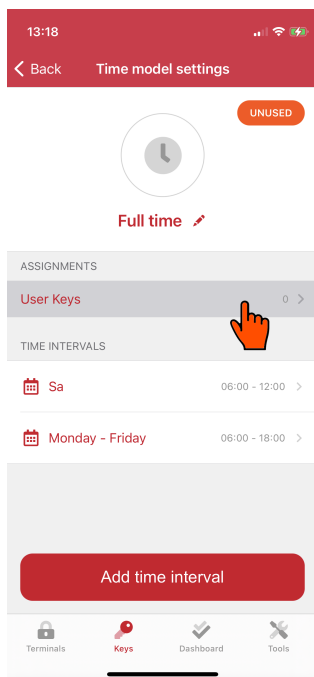 13:18
Back Time model settings
UNUSED
Full time
ASSIGNMENTS
User Keys 0
TIME INTERVALS
Sa 06:00 - 12:00
Monday - Friday 06:00 - 18:00
Add time interval
Terminals Keys Dashboard Tools